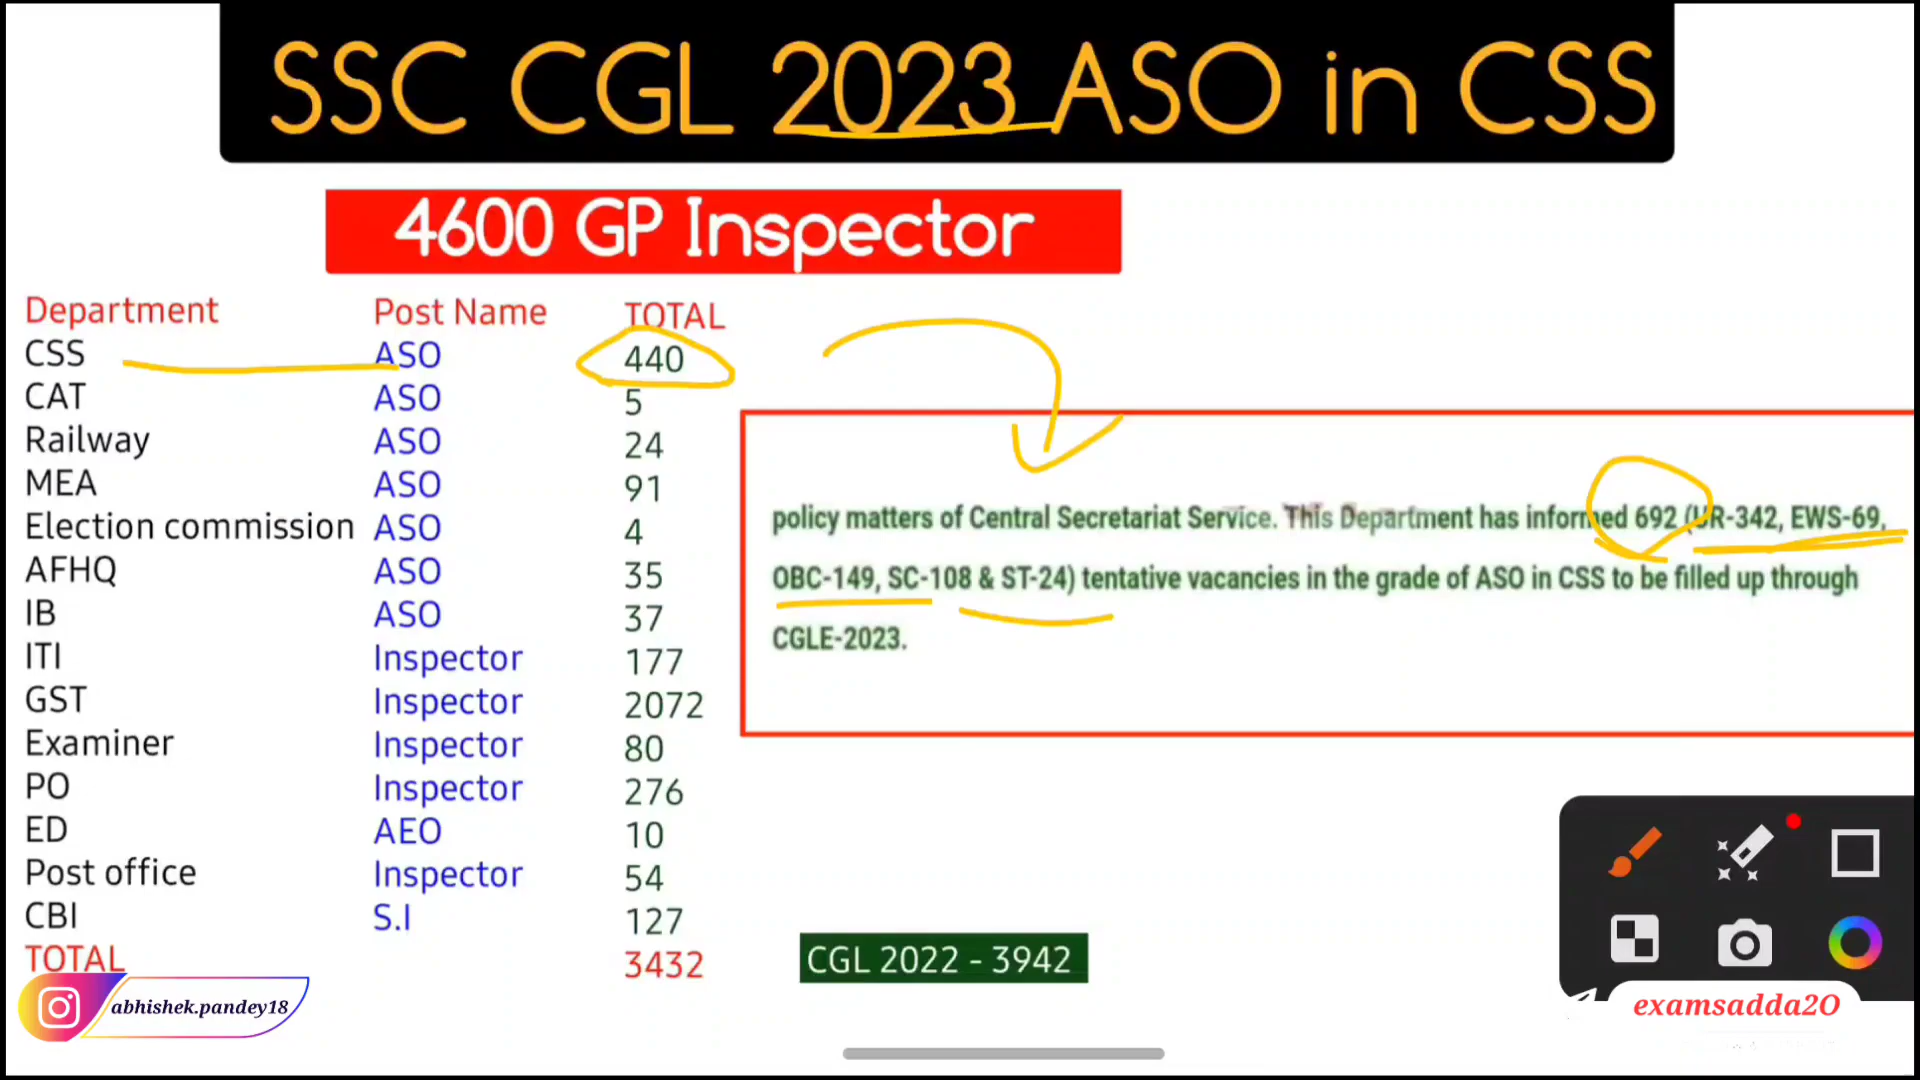 SSC CGL 2023 ASO in CSS
4600 GP Inspector
Department Post Name TOTAL
CSS ASO 440
CAT ASO 5
Railway ASO 24
MEA ASO 91
Election commission ASO 4
AFHQ ASO 35
IB ASO 37
ITI Inspector 177
GST Inspector 2072
Examiner Inspector 80
PO Inspector 276
ED AEO 10
Post office Inspector 54
CBI S.I 127
TOTAL 3432
policy matters of Central Secretariat Service. This Department has informed 692 (UR-342, EWS-69,
OBC-149, SC-108 & ST-24) tentative vacancies in the grade of ASO in CSS to be filled up through
CGLE-2023.
CGL 2022 - 3942
abhishek.pandey18
examsadda20